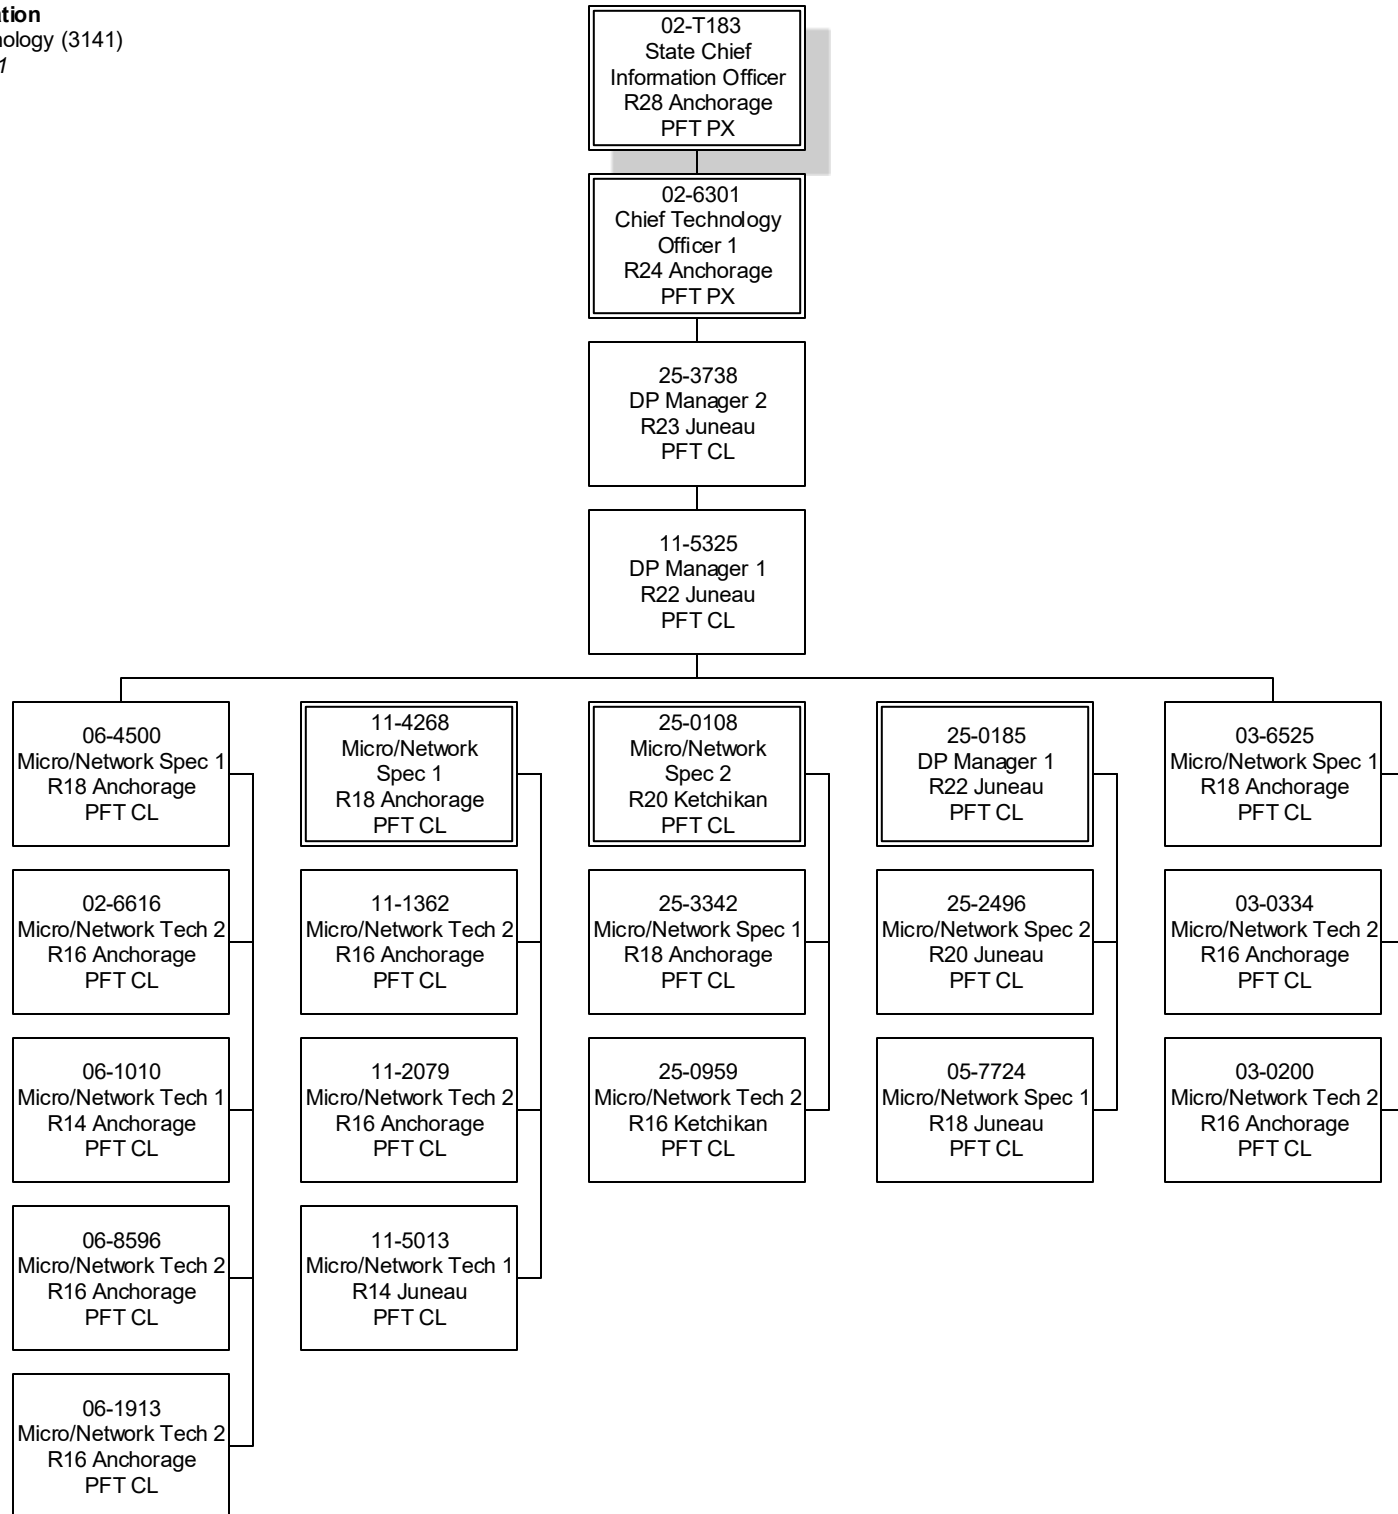 ation
nology (3141)
1
02-T183
State Chief
Information Officer
R28 Anchorage
PFT PX
02-6301
Chief Technology
Officer 1
R24 Anchorage
PFT PX
25-3738
DP Manager 2
R23 Juneau
PFT CL
11-5325
DP Manager 1
R22 Juneau
PFT CL
06-4500
Micro/Network Spec 1
R18 Anchorage
PFT CL
02-6616
Micro/Network Tech 2
R16 Anchorage
PFT CL
06-1010
Micro/Network Tech 1
R14 Anchorage
PFT CL
06-8596
Micro/Network Tech 2
R16 Anchorage
PFT CL
06-1913
Micro/Network Tech 2
R16 Anchorage
PFT CL
11-4268
Micro/Network
Spec 1
R18 Anchorage
PFT CL
11-1362
Micro/Network Tech 2
R16 Anchorage
PFT CL
11-2079
Micro/Network Tech 2
R16 Anchorage
PFT CL
11-5013
Micro/Network Tech 1
R14 Juneau
PFT CL
25-0108
Micro/Network
Spec 2
R20 Ketchikan
PFT CL
25-3342
Micro/Network Spec 1
R18 Anchorage
PFT CL
25-0959
Micro/Network Tech 2
R16 Ketchikan
PFT CL
25-0185
DP Manager 1
R22 Juneau
PFT CL
25-2496
Micro/Network Spec 2
R20 Juneau
PFT CL
05-7724
Micro/Network Spec 1
R18 Juneau
PFT CL
03-6525
Micro/Network Spec 1
R18 Anchorage
PFT CL
03-0334
Micro/Network Tech 2
R16 Anchorage
PFT CL
03-0200
Micro/Network Tech 2
R16 Anchorage
PFT CL